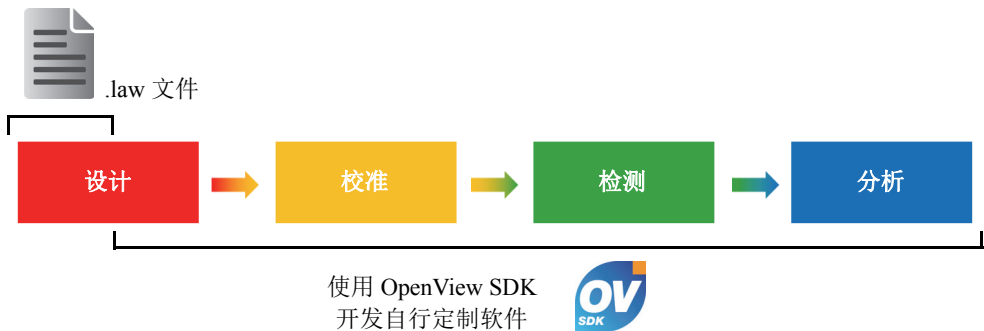 .law 文件
设计
校准
检测
分析
使用 OpenView SDK
开发自行定制软件
OV
SDK